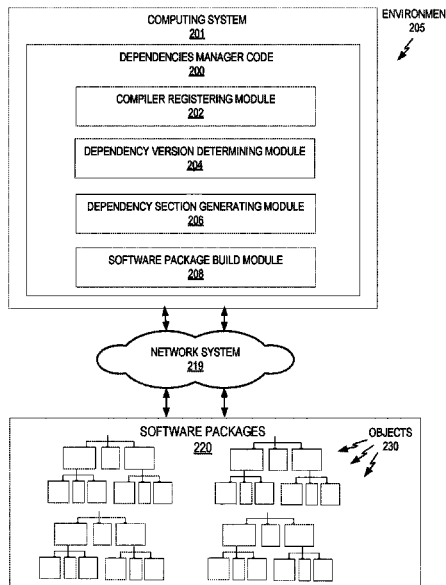 COMPUTING SYSTEM
201
ENVIRONMEN
205
DEPENDENCIES MANAGER CODE
200
COMPILER REGISTERING MODULE
202
DEPENDENCY VERSION DETERMINING MODULE
204
DEPENDENCY SECTION GENERATING MODULE
206
SOFTWARE PACKAGE BUILD MODULE
208
NETWORK SYSTEM
219
SOFTWARE PACKAGES
220
OBJECTS
230